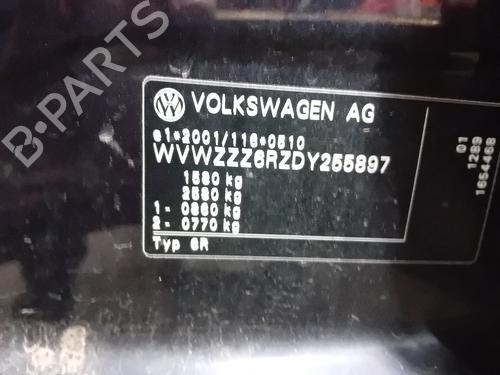 B-PARTS
VOLKSWAGEN AG
e1*2001/116*0510
WVWZZZ6RZDY255897
1580 kg
2580 kg
1 - 0860 kg
2 - 0770 kg
Typ 6R
01
1289
1654468